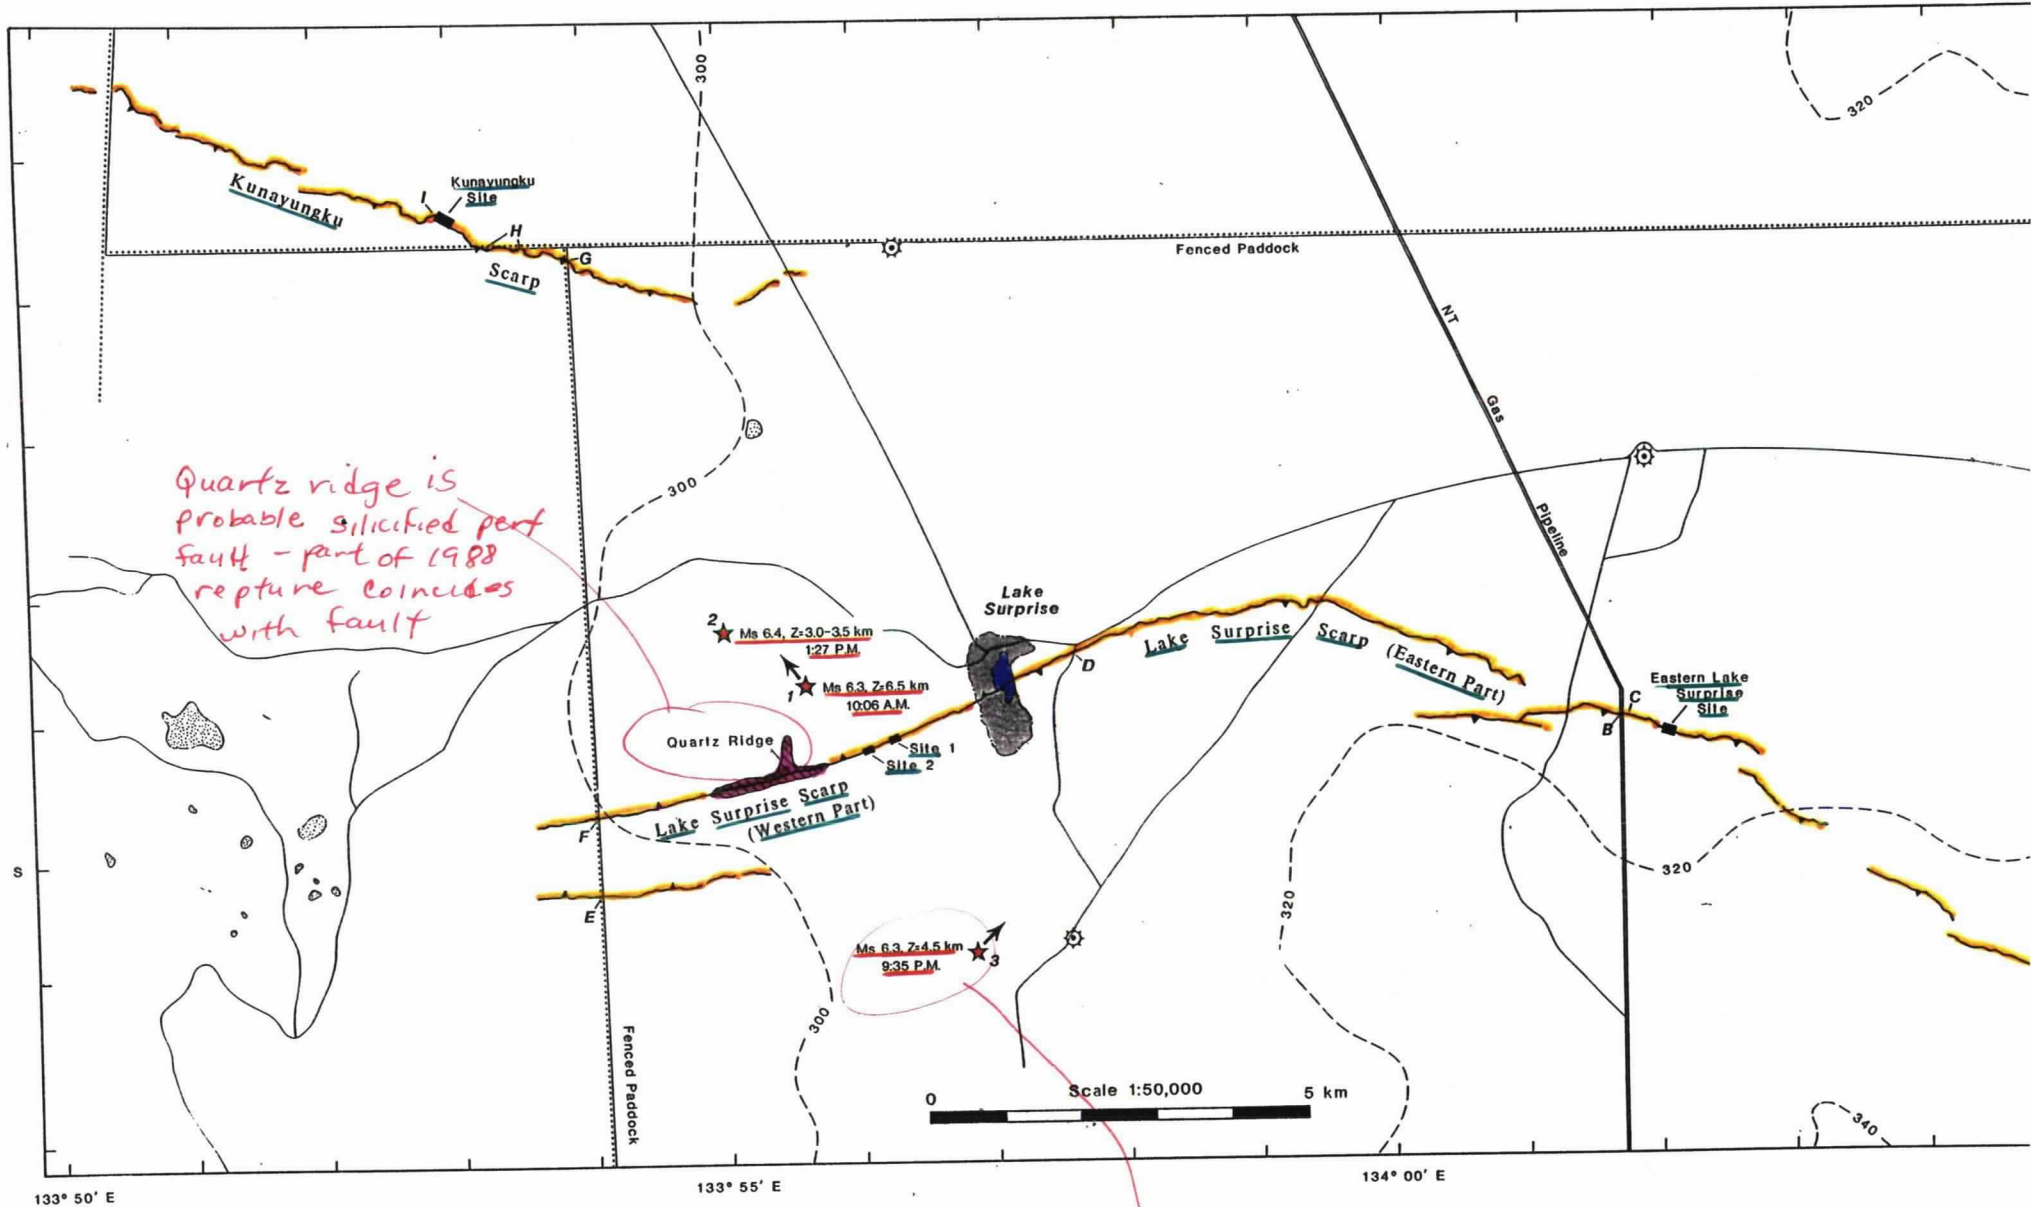 300
320
Kunayungku
Site
I
Kunayungku
Scarp
H
G
Fenced Paddock
NT
Gas
Pipeline
Quartz ridge is
probable silicified pert
fault - part of 1988
repture coincides
with fault
300
Lake
Surprise
2
Ms 6.4, Z=3.0-3.5 km
1:27 P.M.
1
Ms 6.3, Z=6.5 km
10:06 A.M.
D
Lake Surprise Scarp (Eastern Part)
Eastern Lake
Surprise
Site
C
B
Quartz Ridge
Site 1
Site 2
Lake Surprise Scarp
(Western Part)
F
E
S
320
320
Ms 6.3, Z=4.5 km
9:35 P.M.
3
300
Fenced Paddock
Scale 1:50,000
0
5 km
340
133° 50' E
133° 55' E
134° 00' E